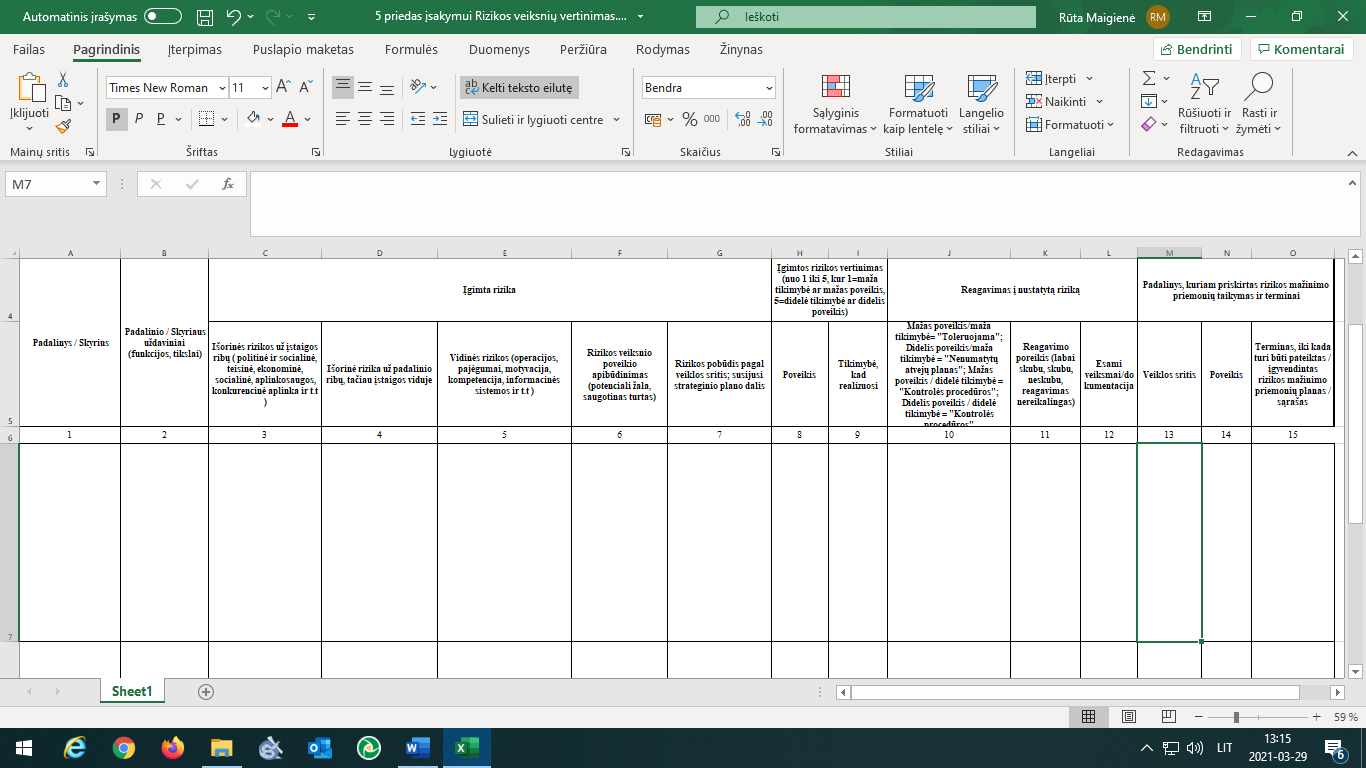 Automatinis įrašymas
5 priedas įsakymui Rizikos veiksnių vertinimas....
Ieškoti
Rūta Maigienė RM
Failas Pagrindinis Įterpimas Puslapio maketas Formulės Duomenys Peržiūra Rodymas Žinynas
Bendrinti Komentarai
Įklijuoti
Mainų sritis
Times New Roman 11
P P P A
Šriftas
Kelti teksto eilutę
Sulieti ir lygiuoti centre
Lygiuotė
Bendra
% 000
Skaičius
Sąlyginis
formatavimas
Formatuoti
kaip lentelę
Langelio
stiliai
Stiliai
Įterpti
Naikinti
Formatuoti
Langeliai
Rūšiuoti ir
filtruoti
Rasti ir
žymėti
Redagavimas
M7
fx
A B C D E F G H I J K L M N O
4
Padalinys / Skyrius
Padalinio / Skyriaus
uždaviniai
(funkcijos, tikslai)
Įgimta rizika
Įgimtos rizikos vertinimas
(nuo 1 iki 5, kur 1=maža
tikimybė ar mažas poveikis,
5=didelė tikimybė ar didelis
poveikis)
Reagavimas į nustatytą riziką
Padalinys, kuriam priskirtas rizikos mažinimo
priemonių taikymas ir terminai
5
Išorinės rizikos už įstaigos
ribų ( politinė ir socialinė,
teisinė, ekonominė,
socialinė, aplinkosaugos,
konkurencinė aplinka ir t.t
)
Išorinė rizika už padalinio
ribų, tačiau įstaigos viduje
Vidinės rizikos (operacijos,
pajėgumai, motyvacija,
kompetencija, informacinės
sistemos ir t.t )
Rizikos veiksnio
poveikio
apibūdinimas
(potenciali žala,
saugotinas turtas)
Rizikos pobūdis pagal
veiklos sritis; susijusi
strateginio plano dalis
Poveikis
Tikimybė,
kad
realizuosi
Mažas poveikis/maža
tikimybė= "Toleruojama";
Didelis poveikis/maža
tikimybė = "Nenumatytų
atvejų planas"; Mažas
poveikis / didelė tikimybė =
"Kontrolės procedūros";
Didelis poveikis / didelė
tikimybė = "Kontrolės
procedūros"
Reagavimo
poreikis (labai
skubu, skubu,
neskubu,
reagavimas
nereikalingas)
Esami
veiksmai/do
kumentacija
Veiklos sritis
Poveikis
Terminas, iki kada
turi būti pateiktas /
įgyvendintas
rizikos mažinimo
priemonių planas /
sąrašas
6
1 2 3 4 5 6 7 8 9 10 11 12 13 14 15
7
Sheet1
59 %
LIT
13:15
2021-03-29
6